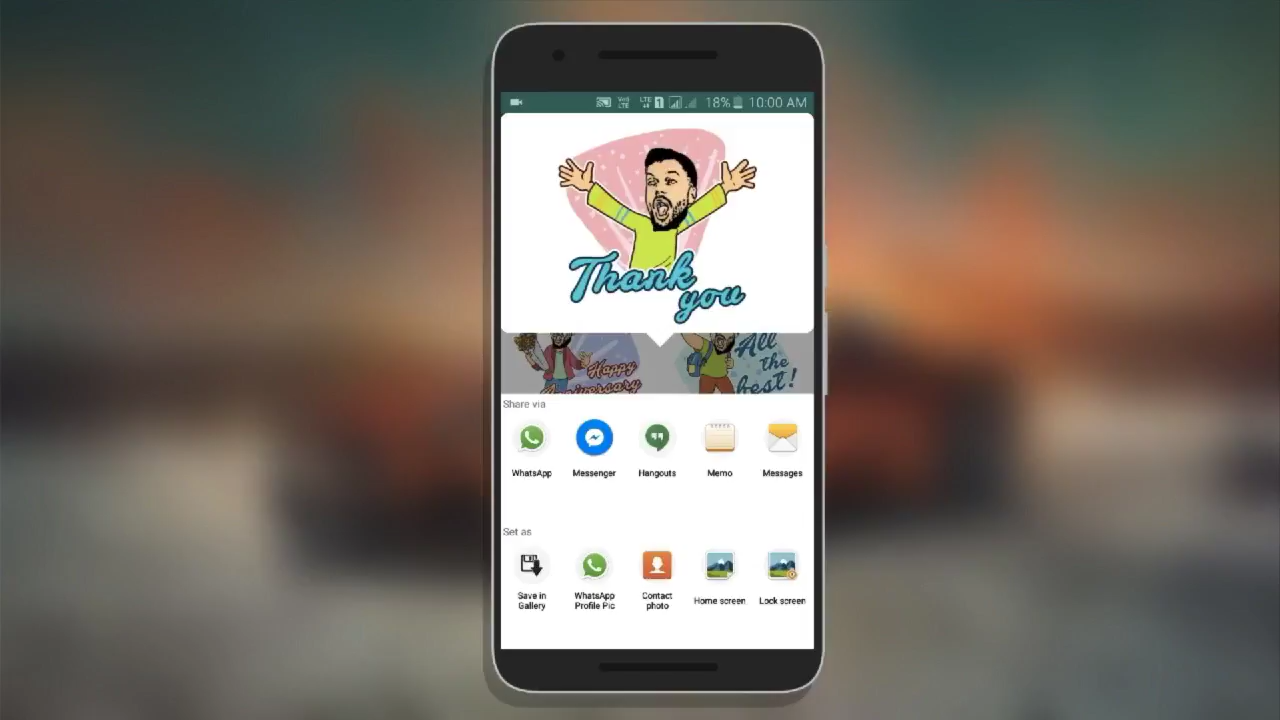 18% 10:00 AM
Thank
you
Happy
Anniversary
All
the
best!
Share via
WhatsApp Messenger Hangouts Memo Messages
Set as
Save in
Gallery
WhatsApp
Profile Pic
Contact
photo
Home screen
Lock screen